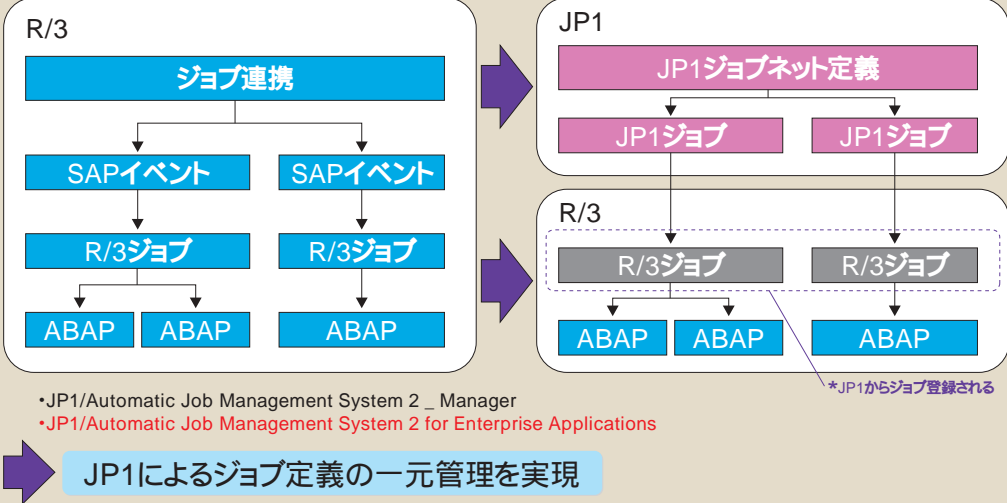 R/3
ジョブ連携
SAPイベント
SAPイベント
R/3ジョブ
R/3ジョブ
ABAP
ABAP
ABAP
JP1
JP1ジョブネット定義
JP1ジョブ
JP1ジョブ
R/3
R/3ジョブ
R/3ジョブ
ABAP
ABAP
ABAP
*JP1からジョブ登録される
・JP1/Automatic Job Management System 2 _ Manager
・JP1/Automatic Job Management System 2 for Enterprise Applications
JP1によるジョブ定義の一元管理を実現